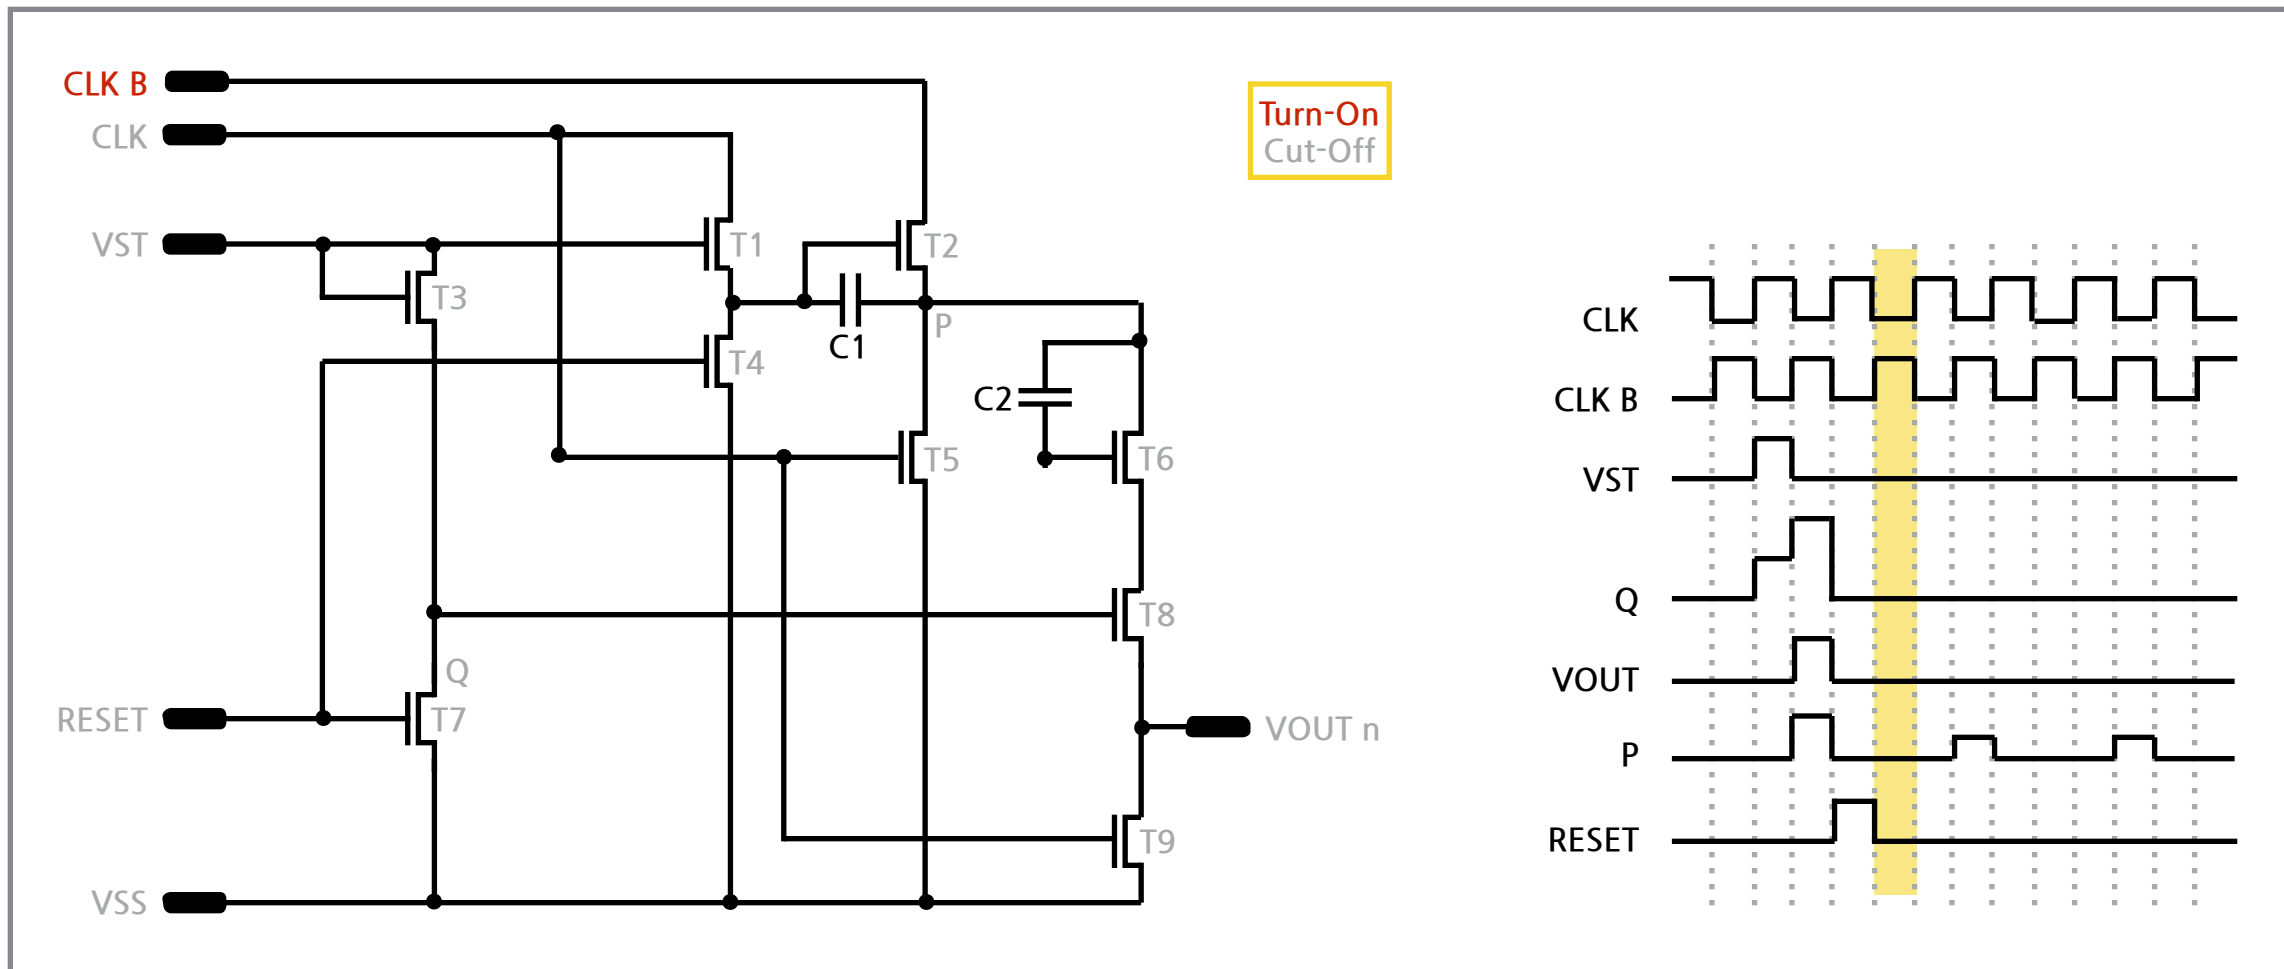 CLK B
CLK
VST
RESET
VSS
T1
T2
T3
T4
C1
P
C2
T5
T6
T8
Q
T7
VOUT n
T9
Turn-On
Cut-Off
CLK
CLK B
VST
Q
VOUT
P
RESET